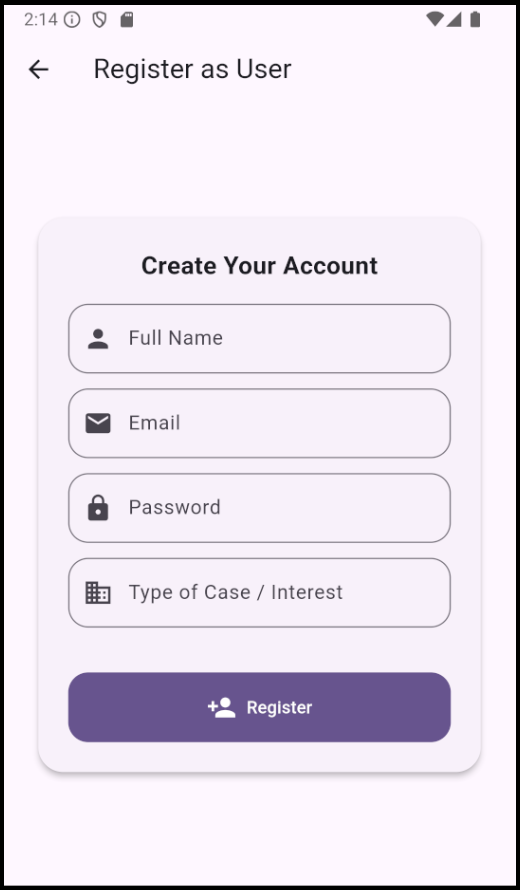 2:14
Register as User
Create Your Account
Full Name
Email
Password
Type of Case / Interest
Register